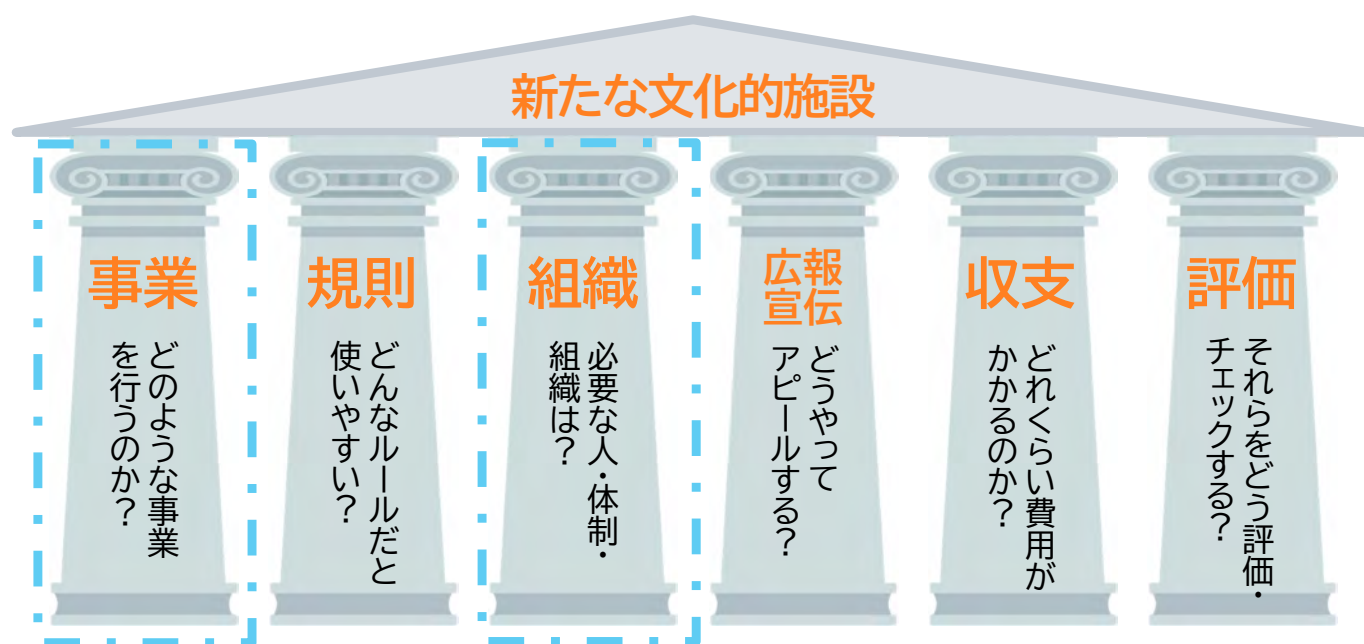 新たな文化的施設
事業
どのような事業
を行うのか？
規則
どんなルールだと
使いやすい？
組織
必要な人・体制・
組織は？
広報
宣伝
どうやって
アピールする？
収支
どれくらい費用が
かかるのか？
評価
それらをどう評価・
チェックする？